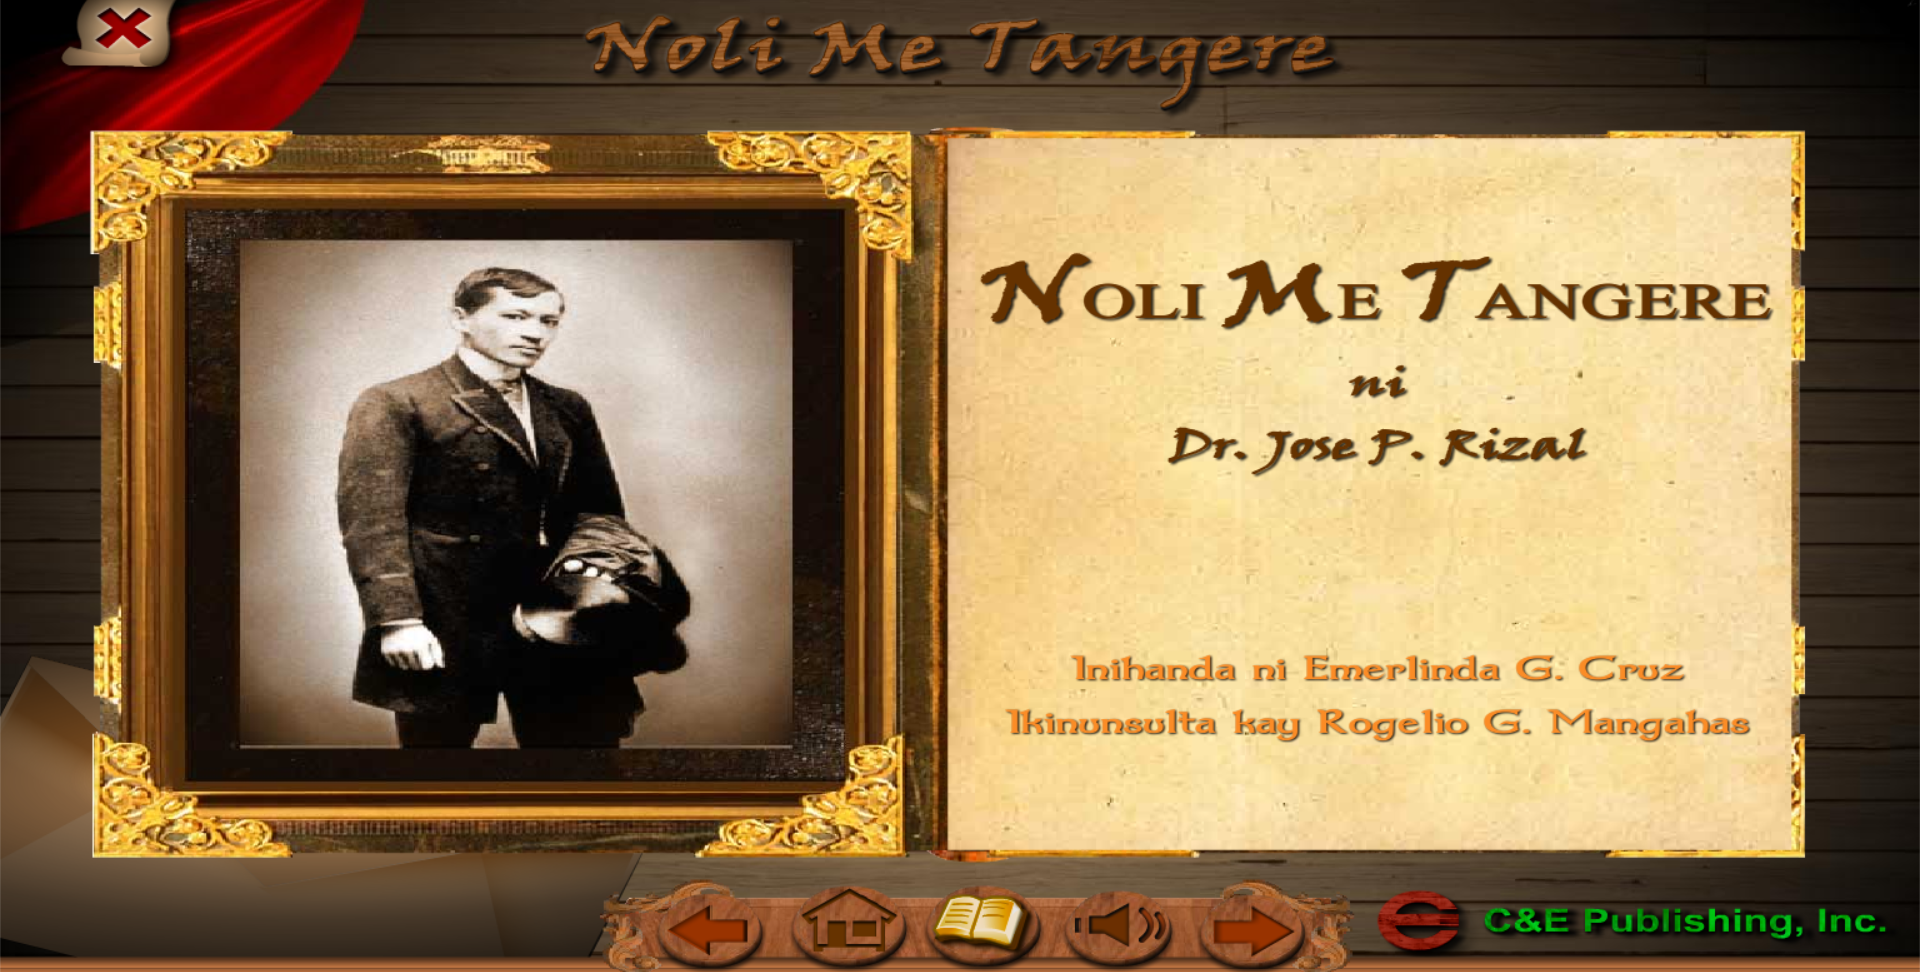 Noli Me Tangere
NOLI ME TANGERE
ni
Dr. Jose P. Rizal
Inihanda ni Emerlinda G. Cruz
Ikinunsulta kay Rogelio G. Mangahas
C&E Publishing, Inc.